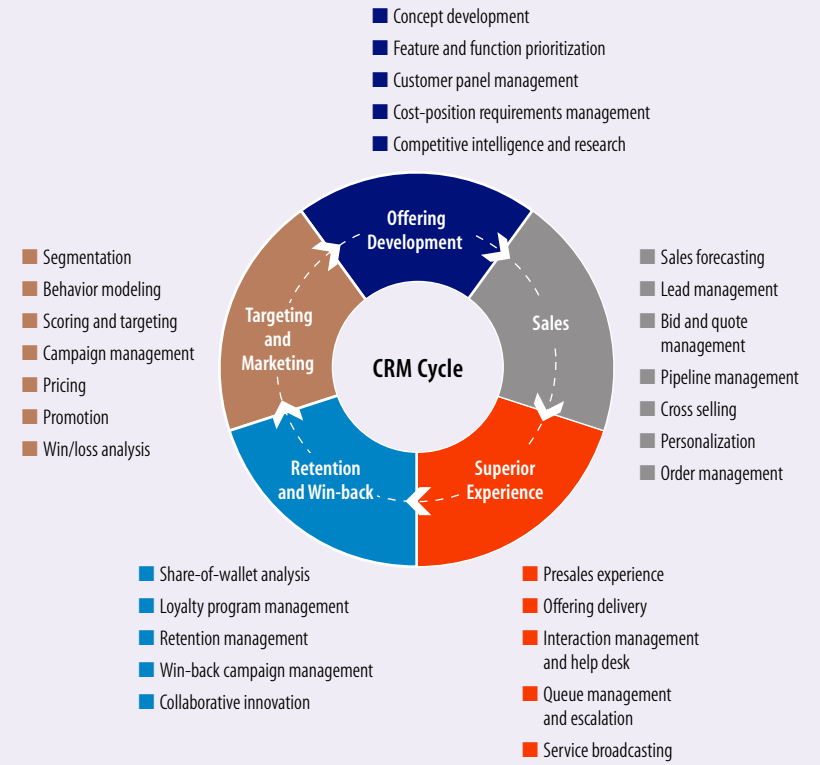 Concept development
Feature and function prioritization
Customer panel management
Cost-position requirements management
Competitive intelligence and research
Offering
Development
Segmentation
Behavior modeling
Scoring and targeting
Campaign management
Pricing
Promotion
Win/loss analysis
Targeting
and
Marketing
CRM Cycle
Sales
Sales forecasting
Lead management
Bid and quote
management
Pipeline management
Cross selling
Personalization
Order management
Retention
and Win-back
Superior
Experience
Share-of-wallet analysis
Loyalty program management
Retention management
Win-back campaign management
Collaborative innovation
Presales experience
Offering delivery
Interaction management
and help desk
Queue management
and escalation
Service broadcasting